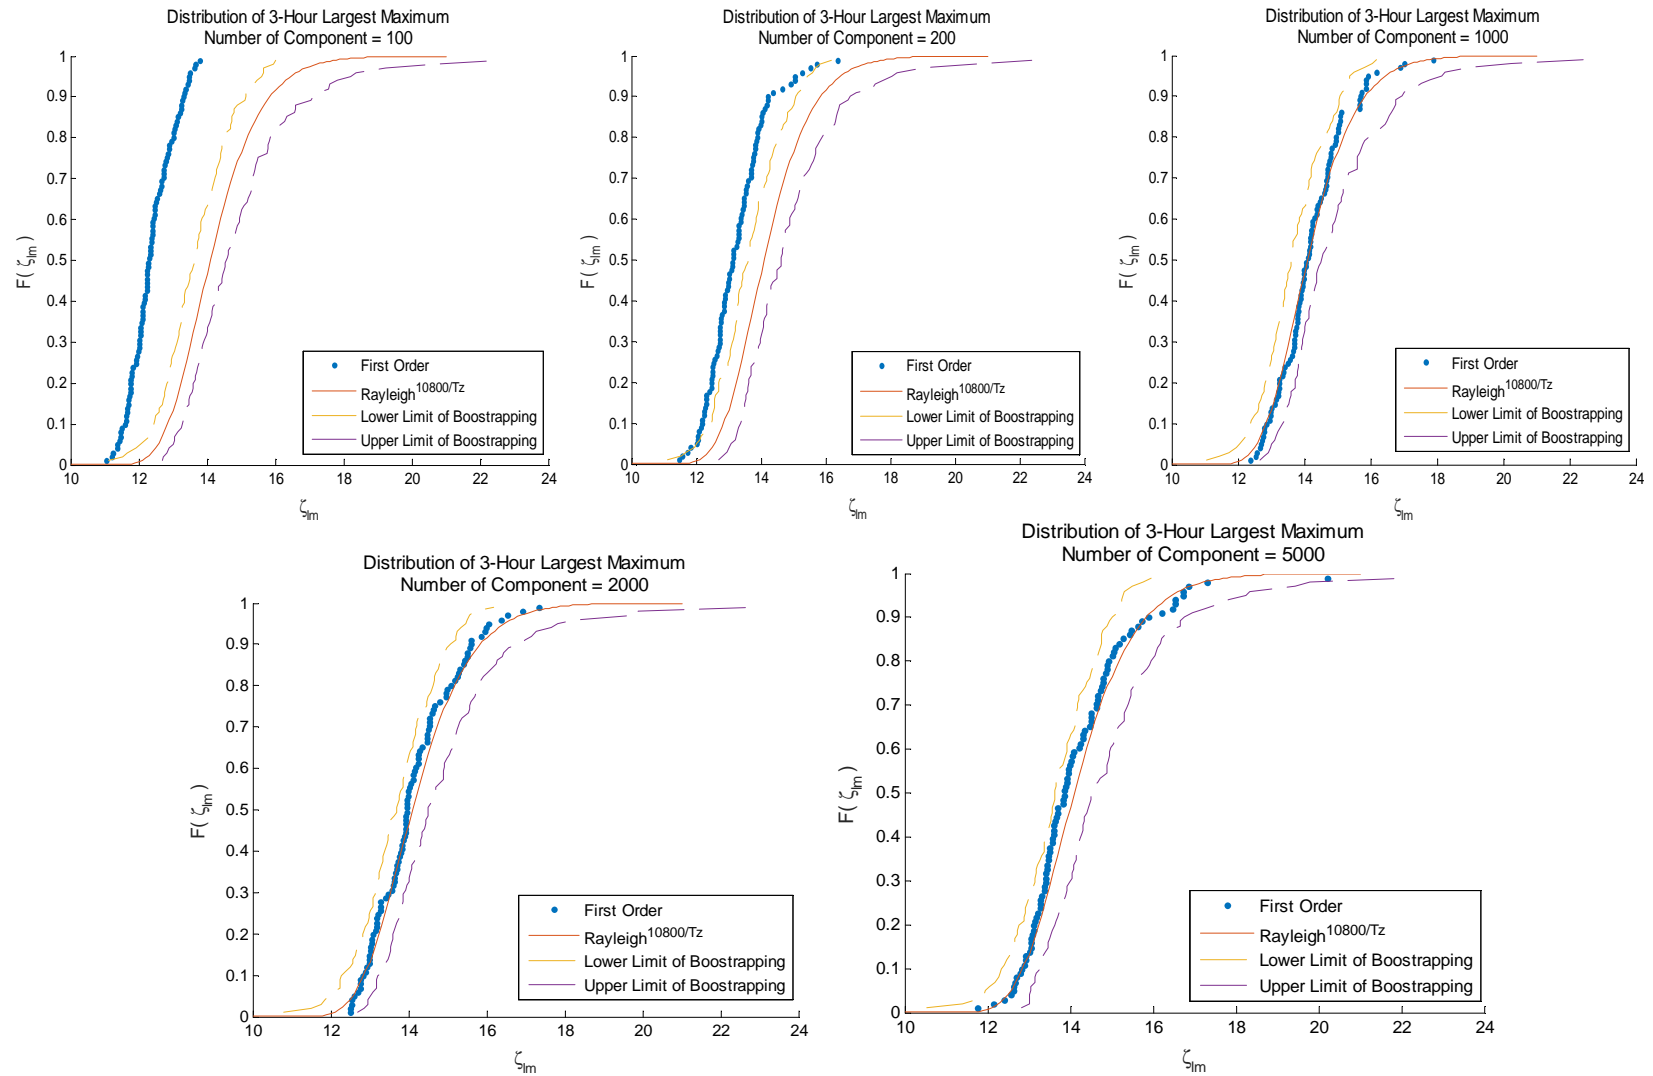 Distribution of 3-Hour Largest Maximum
Number of Component = 100
1
0.9
0.8
0.7
0.6
0.5
0.4
0.3
0.2
0.1
0
F( ζlm )
10 12 14 16 18 20 22 24
ζlm
First Order
Rayleigh10800/Tz
Lower Limit of Boostrapping
Upper Limit of Boostrapping
Distribution of 3-Hour Largest Maximum
Number of Component = 200
1
0.9
0.8
0.7
0.6
0.5
0.4
0.3
0.2
0.1
0
F( ζlm )
10 12 14 16 18 20 22 24
ζlm
First Order
Rayleigh10800/Tz
Lower Limit of Boostrapping
Upper Limit of Boostrapping
Distribution of 3-Hour Largest Maximum
Number of Component = 1000
1
0.9
0.8
0.7
0.6
0.5
0.4
0.3
0.2
0.1
0
F( ζlm )
10 12 14 16 18 20 22 24
ζlm
First Order
Rayleigh10800/Tz
Lower Limit of Boostrapping
Upper Limit of Boostrapping
Distribution of 3-Hour Largest Maximum
Number of Component = 2000
1
0.9
0.8
0.7
0.6
0.5
0.4
0.3
0.2
0.1
0
F( ζlm )
10 12 14 16 18 20 22 24
ζlm
First Order
Rayleigh10800/Tz
Lower Limit of Boostrapping
Upper Limit of Boostrapping
Distribution of 3-Hour Largest Maximum
Number of Component = 5000
1
0.9
0.8
0.7
0.6
0.5
0.4
0.3
0.2
0.1
0
F( ζlm )
10 12 14 16 18 20 22 24
ζlm
First Order
Rayleigh10800/Tz
Lower Limit of Boostrapping
Upper Limit of Boostrapping